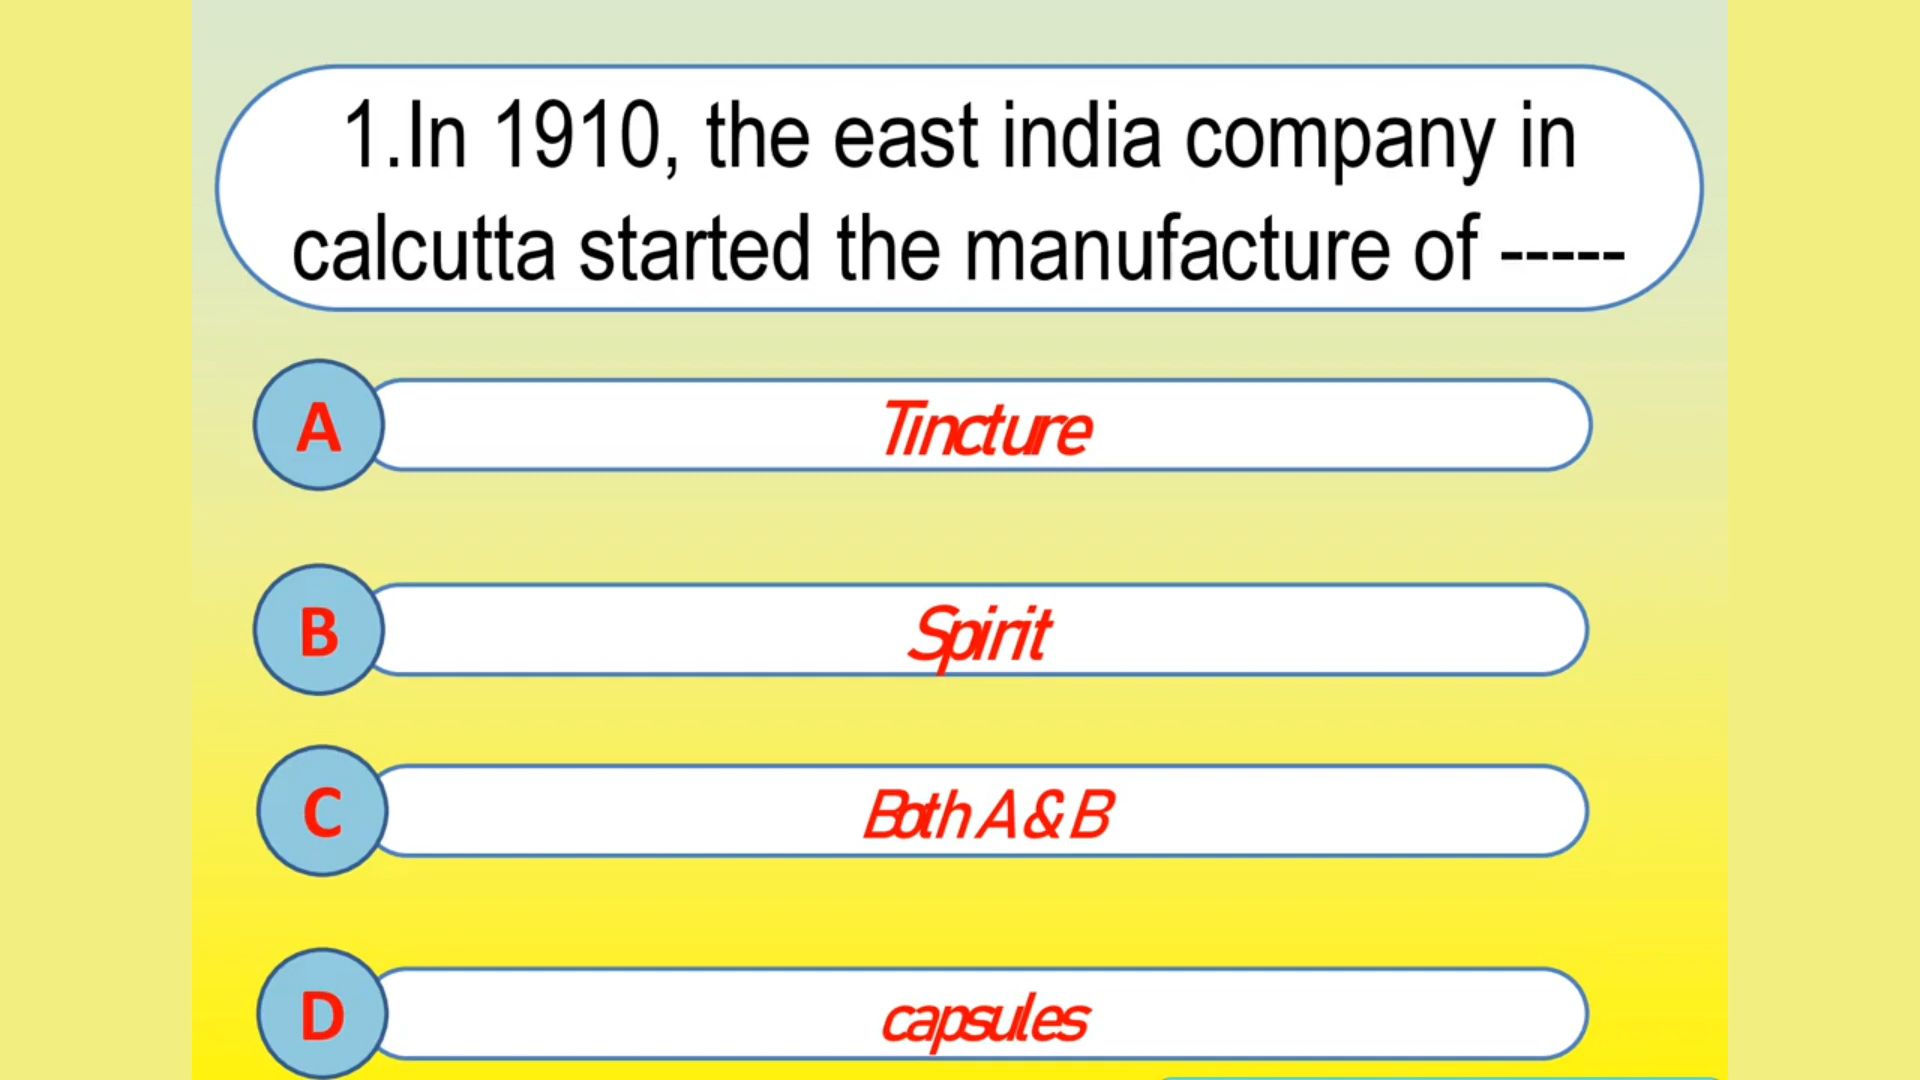 1.In 1910, the east india company in
calcutta started the manufacture of -----
A
Tincture
B
Spirit
C
Both A & B
D
capsules